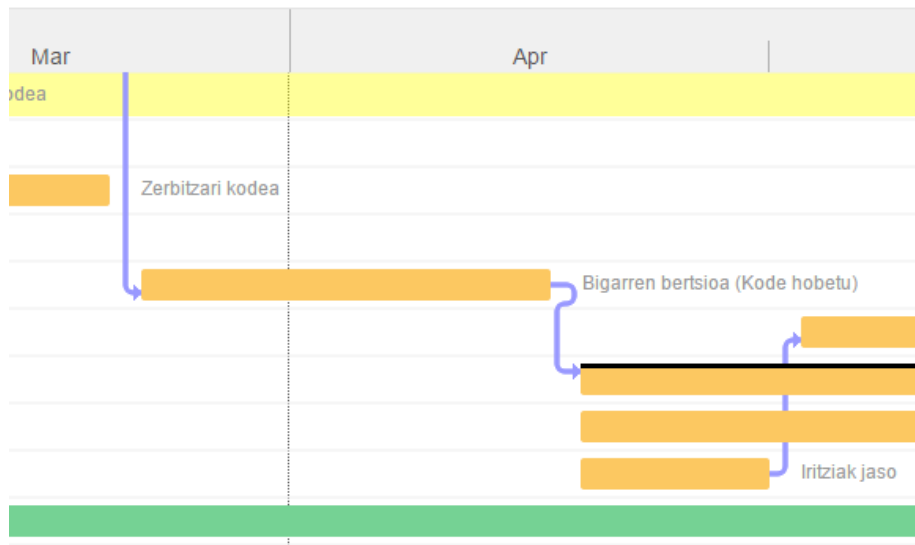 Mar
Apr
odea
Zerbitzari kodea
Bigarren bertsioa (Kode hobetu)
Iritziak jaso